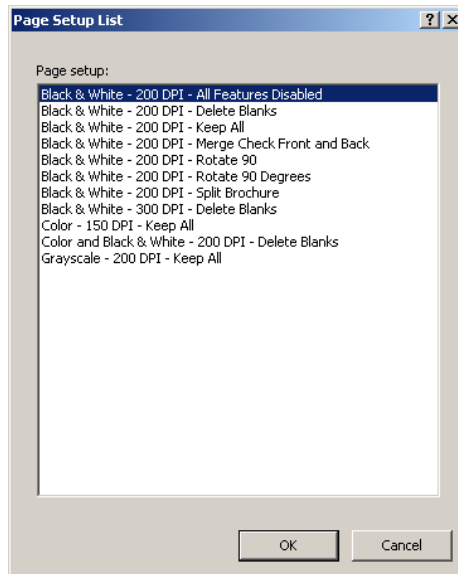 Page Setup List
Page setup:
Black & White - 200 DPI - All Features Disabled
Black & White - 200 DPI - Delete Blanks
Black & White - 200 DPI - Keep All
Black & White - 200 DPI - Merge Check Front and Back
Black & White - 200 DPI - Rotate 90
Black & White - 200 DPI - Rotate 90 Degrees
Black & White - 200 DPI - Split Brochure
Black & White - 300 DPI - Delete Blanks
Color - 150 DPI - Keep All
Color and Black & White - 200 DPI - Delete Blanks
Grayscale - 200 DPI - Keep All
OK Cancel